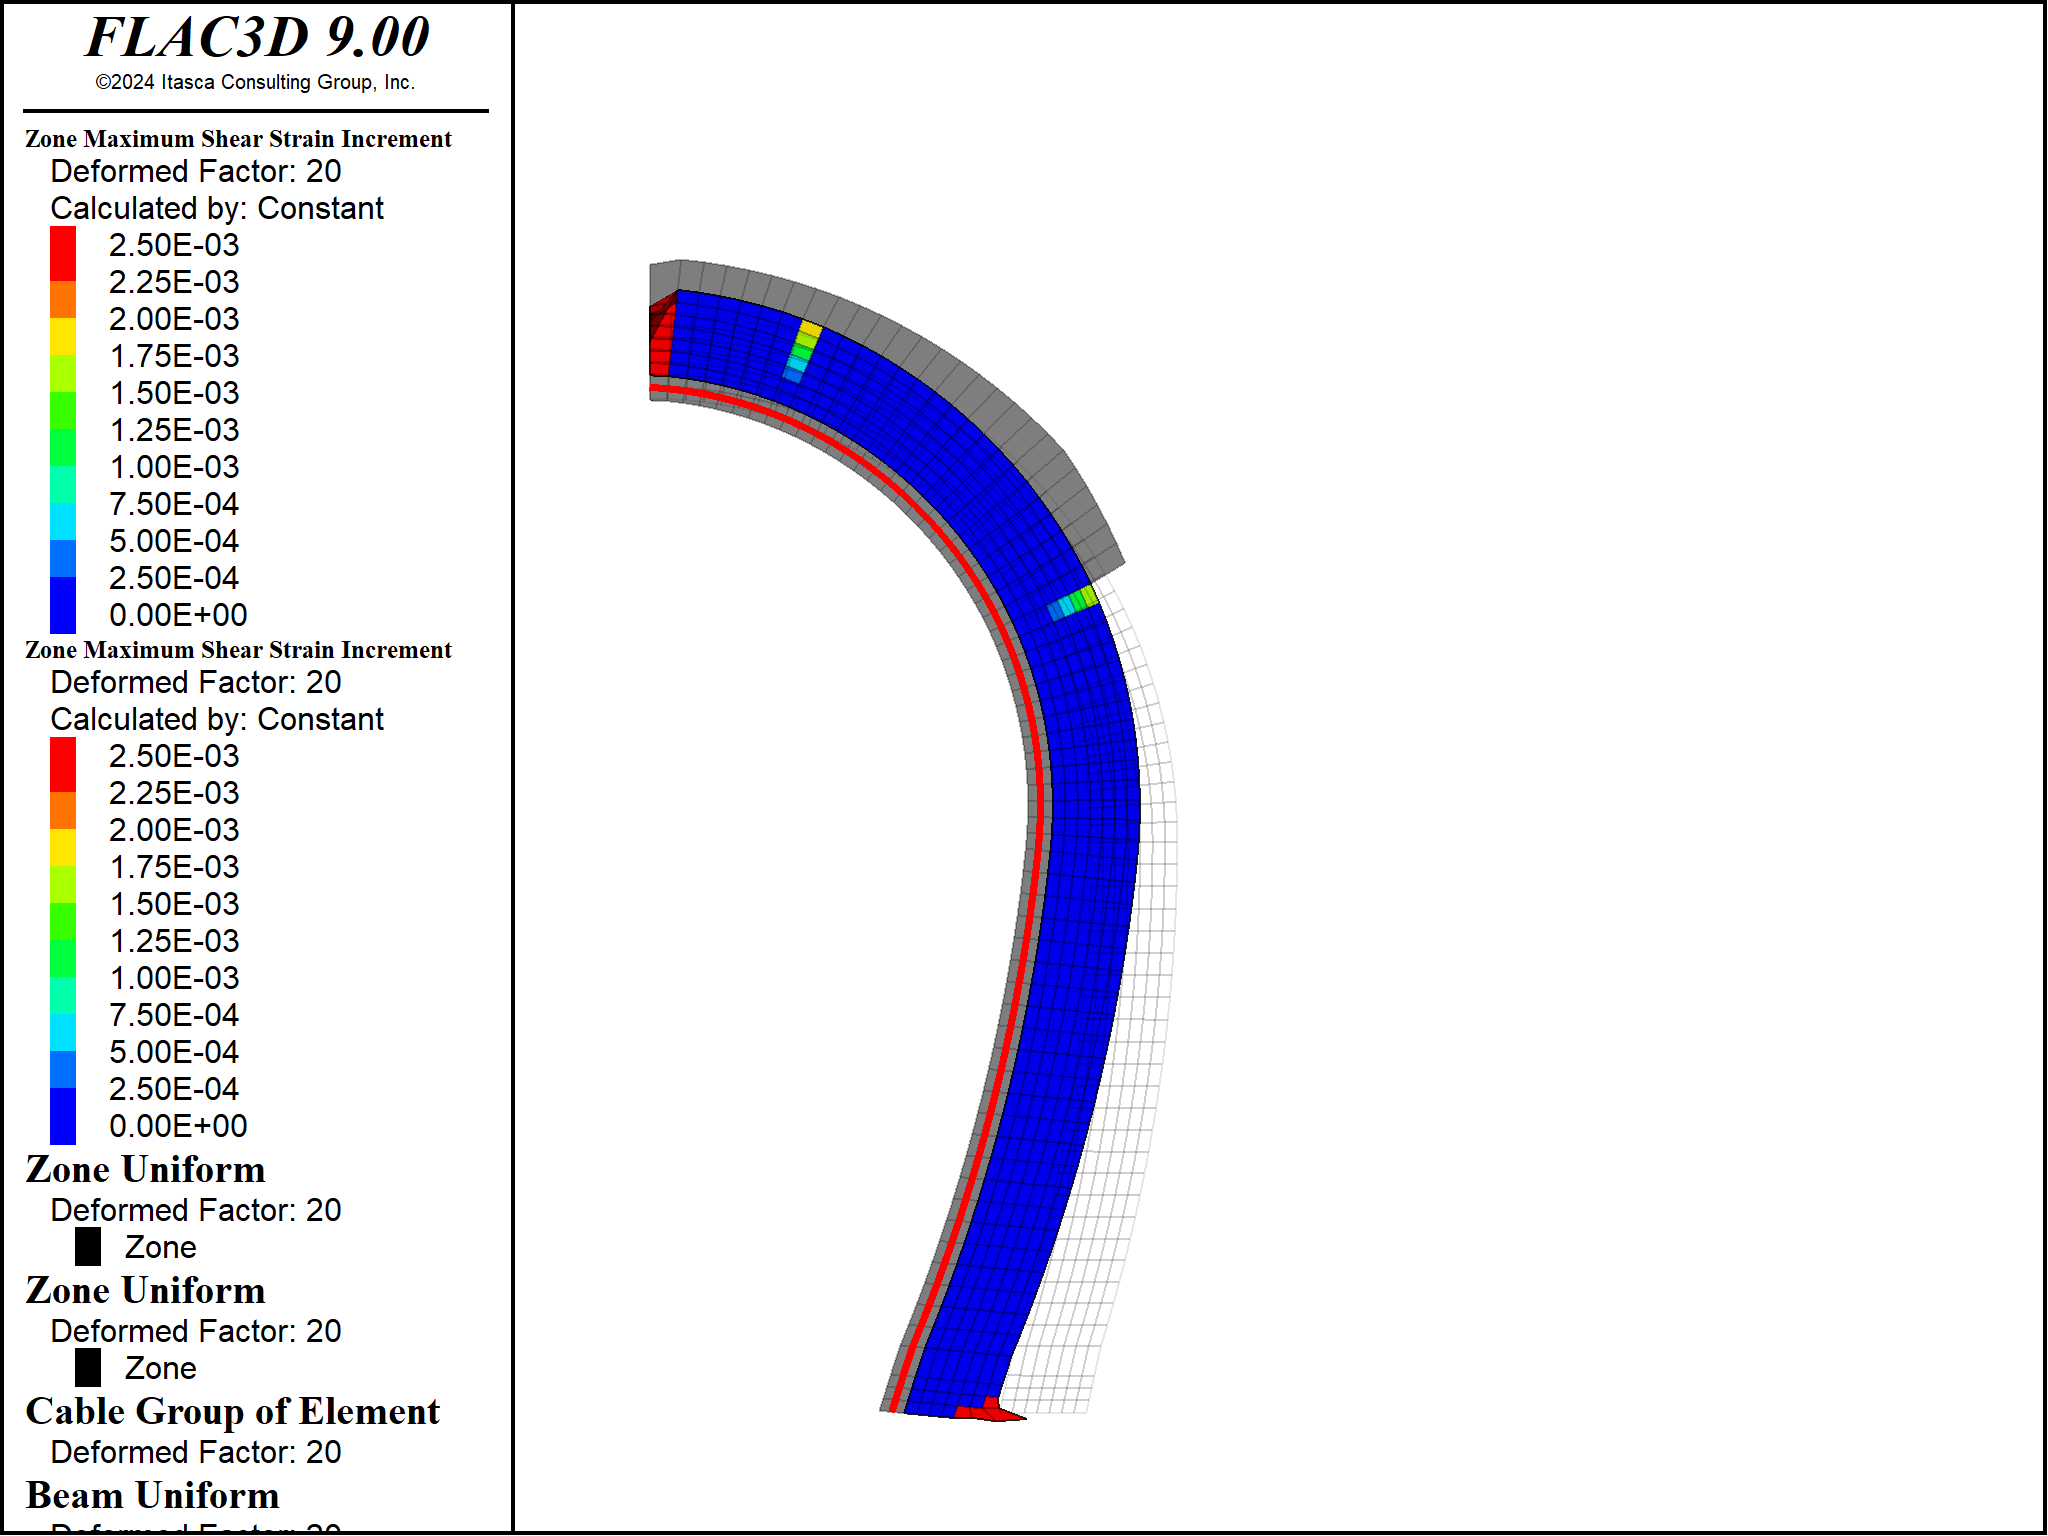 FLAC3D 9.00
©2024 Itasca Consulting Group, Inc.
Zone Maximum Shear Strain Increment
Deformed Factor: 20
Calculated by: Constant
2.50E-03
2.25E-03
2.00E-03
1.75E-03
1.50E-03
1.25E-03
1.00E-03
7.50E-04
5.00E-04
2.50E-04
0.00E+00
Zone Maximum Shear Strain Increment
Deformed Factor: 20
Calculated by: Constant
2.50E-03
2.25E-03
2.00E-03
1.75E-03
1.50E-03
1.25E-03
1.00E-03
7.50E-04
5.00E-04
2.50E-04
0.00E+00
Zone Uniform
Deformed Factor: 20
Zone
Zone Uniform
Deformed Factor: 20
Zone
Cable Group of Element
Deformed Factor: 20
Beam Uniform